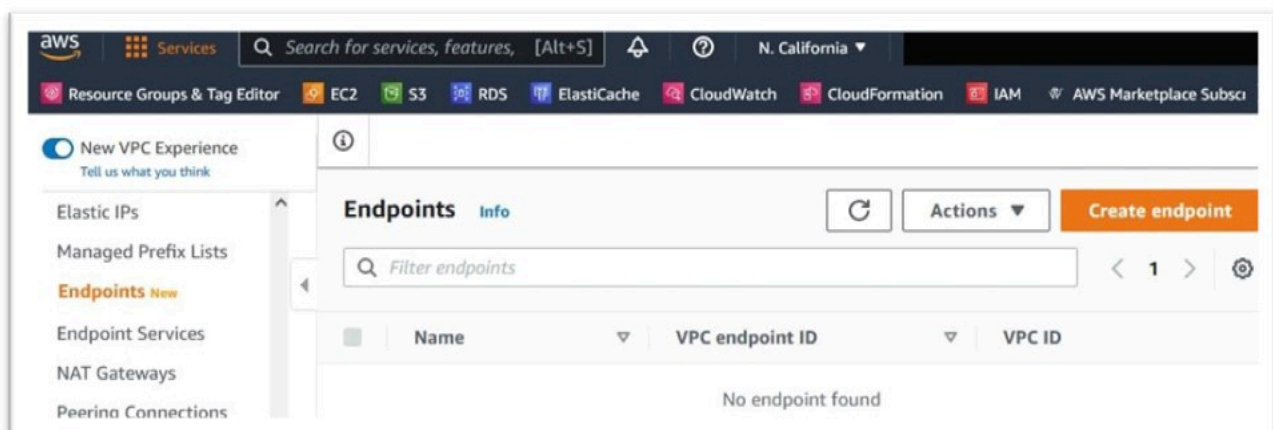 aws Services Search for services, features, [Alt+S] N. California
Resource Groups & Tag Editor EC2 S3 RDS ElastiCache CloudWatch CloudFormation IAM AWS Marketplace Subscr
New VPC Experience
Tell us what you think
Elastic IPs
Managed Prefix Lists
Endpoints New
Endpoint Services
NAT Gateways
Peering Connections
Endpoints Info Actions Create endpoint
Filter endpoints 1
Name VPC endpoint ID VPC ID
No endpoint found